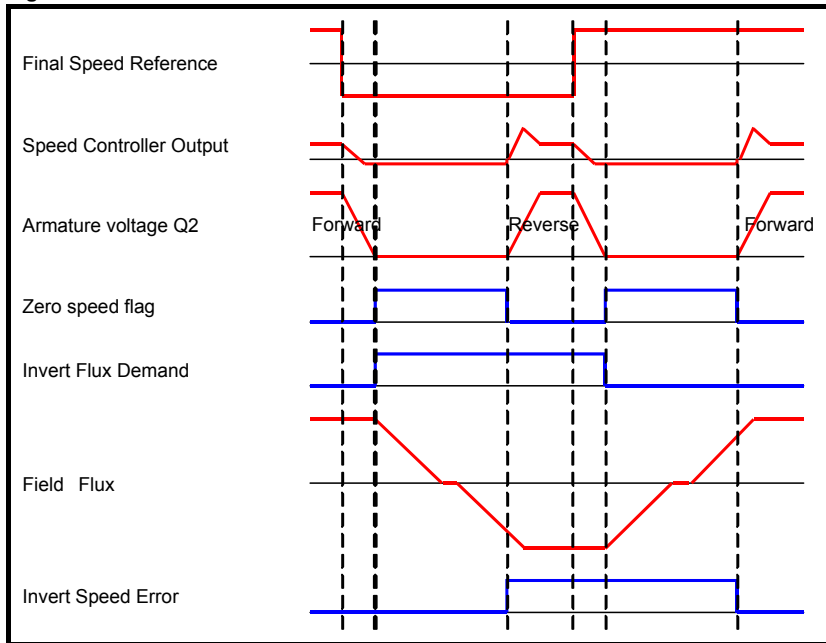 Final Speed Reference
Speed Controller Output
Armature voltage Q2
Forward
Reverse
Forward
Zero speed flag
Invert Flux Demand
Field Flux
Invert Speed Error